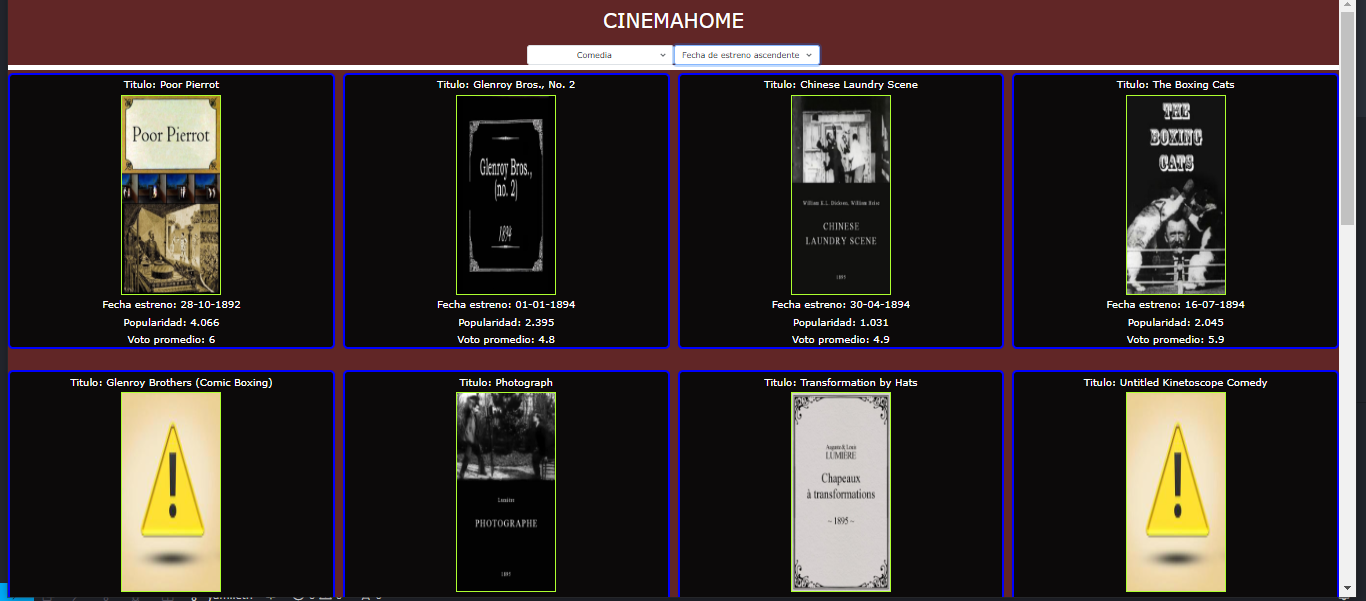 CINEMAHOME
Comedia
Fecha de estreno ascendente
Titulo: Poor Pierrot
Titulo: Glenroy Bros., No. 2
Titulo: Chinese Laundry Scene
Titulo: The Boxing Cats
Poor Pierrot
Glenroy Bros.,
(no. 2)
1894
William K.L. Dickson, William Heise
CHINESE
LAUNDRY SCENE
1895
THE
BOXING
CATS
Fecha estreno: 28-10-1892
Popularidad: 4.066
Voto promedio: 6
Fecha estreno: 01-01-1894
Popularidad: 2.395
Voto promedio: 4.8
Fecha estreno: 30-04-1894
Popularidad: 1.031
Voto promedio: 4.9
Fecha estreno: 16-07-1894
Popularidad: 2.045
Voto promedio: 5.9
Titulo: Glenroy Brothers (Comic Boxing)
Titulo: Photograph
Titulo: Transformation by Hats
Titulo: Untitled Kinetoscope Comedy
Lumière
PHOTOGRAPHE
1895
Auguste & Louis
LUMIÈRE
Chapeaux
à transformations
~ 1895 ~